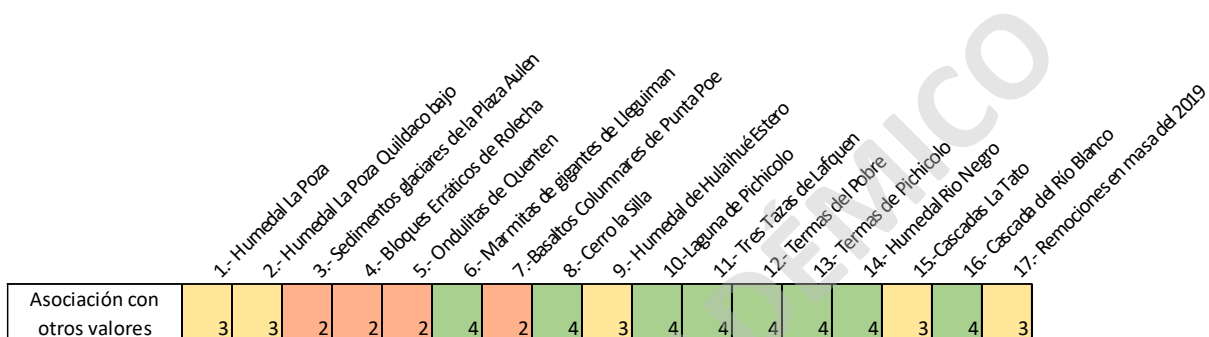 1.- Humedal La Poza
2.- Humedal La Poza Quildaco bajo
3.- Sedimentos glaciares de la Plaza Aulen
4.- Bloques Erráticos de Rolecha
5.- Ondulitas de Quenten
6.- Marmitas de gigantes de Lleguiman
7.-Basaltos Columnares de Punta Poe
8.- Cerro la Silla
9.- Humedal de Hulaihué Estero
10-Laguna de Pichicolo
11.- Tres Tazas de Lafquen
12.- Termas del Pobre
13.- Termas de Pichicolo
14.- Humedal Rio Negro
15.-Cascadas La Tato
16.- Cascada del Río Blanco
17.- Remociones en masa del 2019
Asociación con
otros valores 3 3 2 2 2 4 2 4 3 4 4 4 4 4 3 4 3
DÉMICO